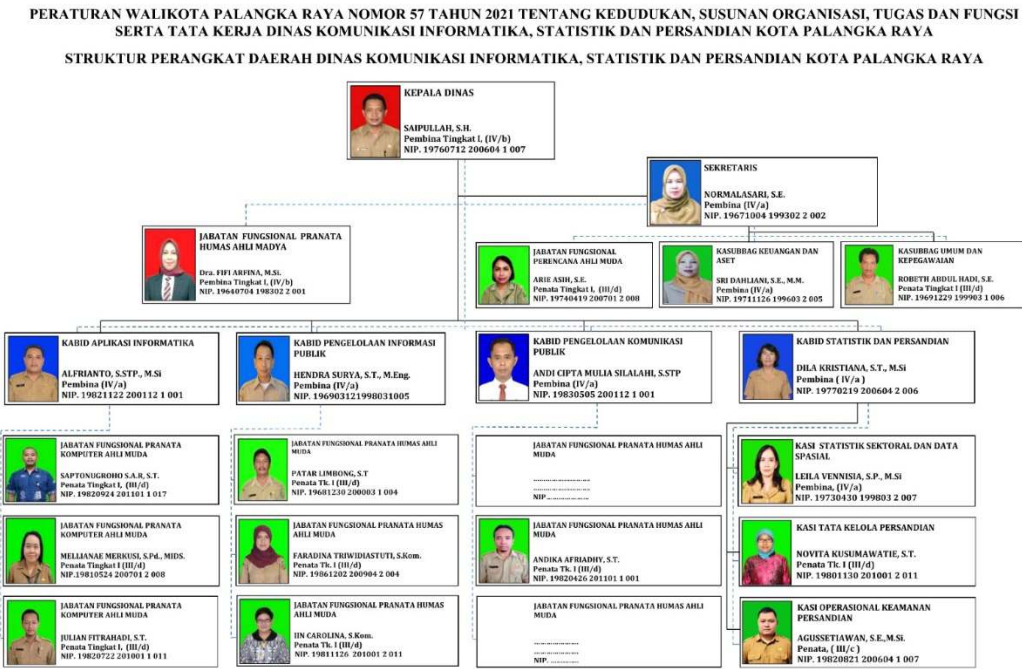 PERATURAN WALIKOTA PALANGKA RAYA NOMOR 57 TAHUN 2021 TENTANG KEDUDUKAN, SUSUNAN ORGANISASI, TUGAS DAN FUNGSI
SERTA TATA KERJA DINAS KOMUNIKASI INFORMATIKA, STATISTIK DAN PERSANDIAN KOTA PALANGKA RAYA
STRUKTUR PERANGKAT DAERAH DINAS KOMUNIKASI INFORMATIKA, STATISTIK DAN PERSANDIAN KOTA PALANGKA RAYA
KEPALA DINAS
SAIPULLAH, S.H.
Pembina Tingkat I, (IV/b)
NIP. 19760712 200604 1 007
SEKRETARIS
NORMALASARI, S.E.
Pembina (IV/a)
NIP. 19671004 199302 2 002
JABATAN FUNGSIONAL PRANATA
HUMAS AHLI MADYA
Dra. FIFI ARFINA, M.Si.
Pembina Tingkat I, (IV/b)
NIP. 19640704 198302 2 001
JABATAN FUNGSIONAL
PERENCANA AHLI MUDA
ARIE ASIH, S.E.
Penata Tingkat I, (III/d)
NIP. 19740419 200701 2 008
KASUBBAG KEUANGAN DAN
ASET
SRI DAHLIANI, S.E., M.M.
Pembina (IV/a)
NIP. 19711126 199603 2 005
KASUBBAG UMUM DAN
KEPEGAWAIAN
ROBETH ABDUL HADI, S.E.
Penata Tingkat I (III/d)
NIP. 19691229 199903 1 006
KABID APLIKASI INFORMATIKA
ALFRIANTO, S.STP., M.Si
Pembina (IV/a)
NIP. 19821122 200112 1 001
KABID PENGELOLAAN INFORMASI
PUBLIK
HENDRA SURYA, S.T., M.Eng.
Pembina (IV/a)
NIP. 196903121998031005
KABID PENGELOLAAN KOMUNIKASI
PUBLIK
ANDI CIPTA MULIA SILALAHI, S.STP
Pembina (IV/a)
NIP. 19830505 200112 1 001
KABID STATISTIK DAN PERSANDIAN
DILA KRISTIANA, S.T., M.Si
Pembina ( IV/a )
NIP. 19770219 200604 2 006
JABATAN FUNGSIONAL PRANATA
KOMPUTER AHLI MUDA
SAPTONUGROHO S.A.R, S.T.
Penata Tingkat I, (III/d)
NIP. 19820924 201101 1 017
JABATAN FUNGSIONAL PRANATA HUMAS AHLI
MUDA
PATAR LIMBONG, S.T
Penata Tk. I (III/d)
NIP. 19681230 200003 1 004
JABATAN FUNGSIONAL PRANATA HUMAS AHLI
MUDA
........................
........................
NIP..................
KASI STATISTIK SEKTORAL DAN DATA
SPASIAL
LEILA VENNISIA, S.P., M.Si
Pembina, (IV/a)
NIP. 19730430 199803 2 007
JABATAN FUNGSIONAL PRANATA
KOMPUTER AHLI MUDA
MELLIANAE MERKUSI, S.Pd., MIDS.
Penata Tingkat I (III/d)
NIP.19810524 200701 2 008
JABATAN FUNGSIONAL PRANATA HUMAS
AHLI MUDA
FARADINA TRIWIDIASTUTI, S.Kom.
Penata Tk. I (III/d)
NIP. 19861202 200904 2 004
JABATAN FUNGSIONAL PRANATA HUMAS AHLI
MUDA
ANDIKA AFRIADHY, S.T.
Penata Tk. I (III/d)
NIP. 19820426 201101 1 001
KASI TATA KELOLA PERSANDIAN
NOVITA KUSUMAWATIE, S.T.
Penata Tk. I (III/d)
NIP. 19801130 201001 2 011
JABATAN FUNGSIONAL PRANATA
KOMPUTER AHLI MUDA
JULIAN FITRAHADI, S.T.
Penata Tingkat I, (III/d)
NIP. 19820722 201001 1 011
JABATAN FUNGSIONAL PRANATA HUMAS
AHLI MUDA
IIN CAROLINA, S.Kom.
Penata Tk. I (III/d)
NIP. 19811126 201001 2 011
JABATAN FUNGSIONAL PRANATA HUMAS AHLI
MUDA
...................
...................
NIP. ..................
KASI OPERASIONAL KEAMANAN
PERSANDIAN
AGUSSETIAWAN, S.E.,M.Si.
Penata, ( III/c )
NIP. 19820821 200604 1 007